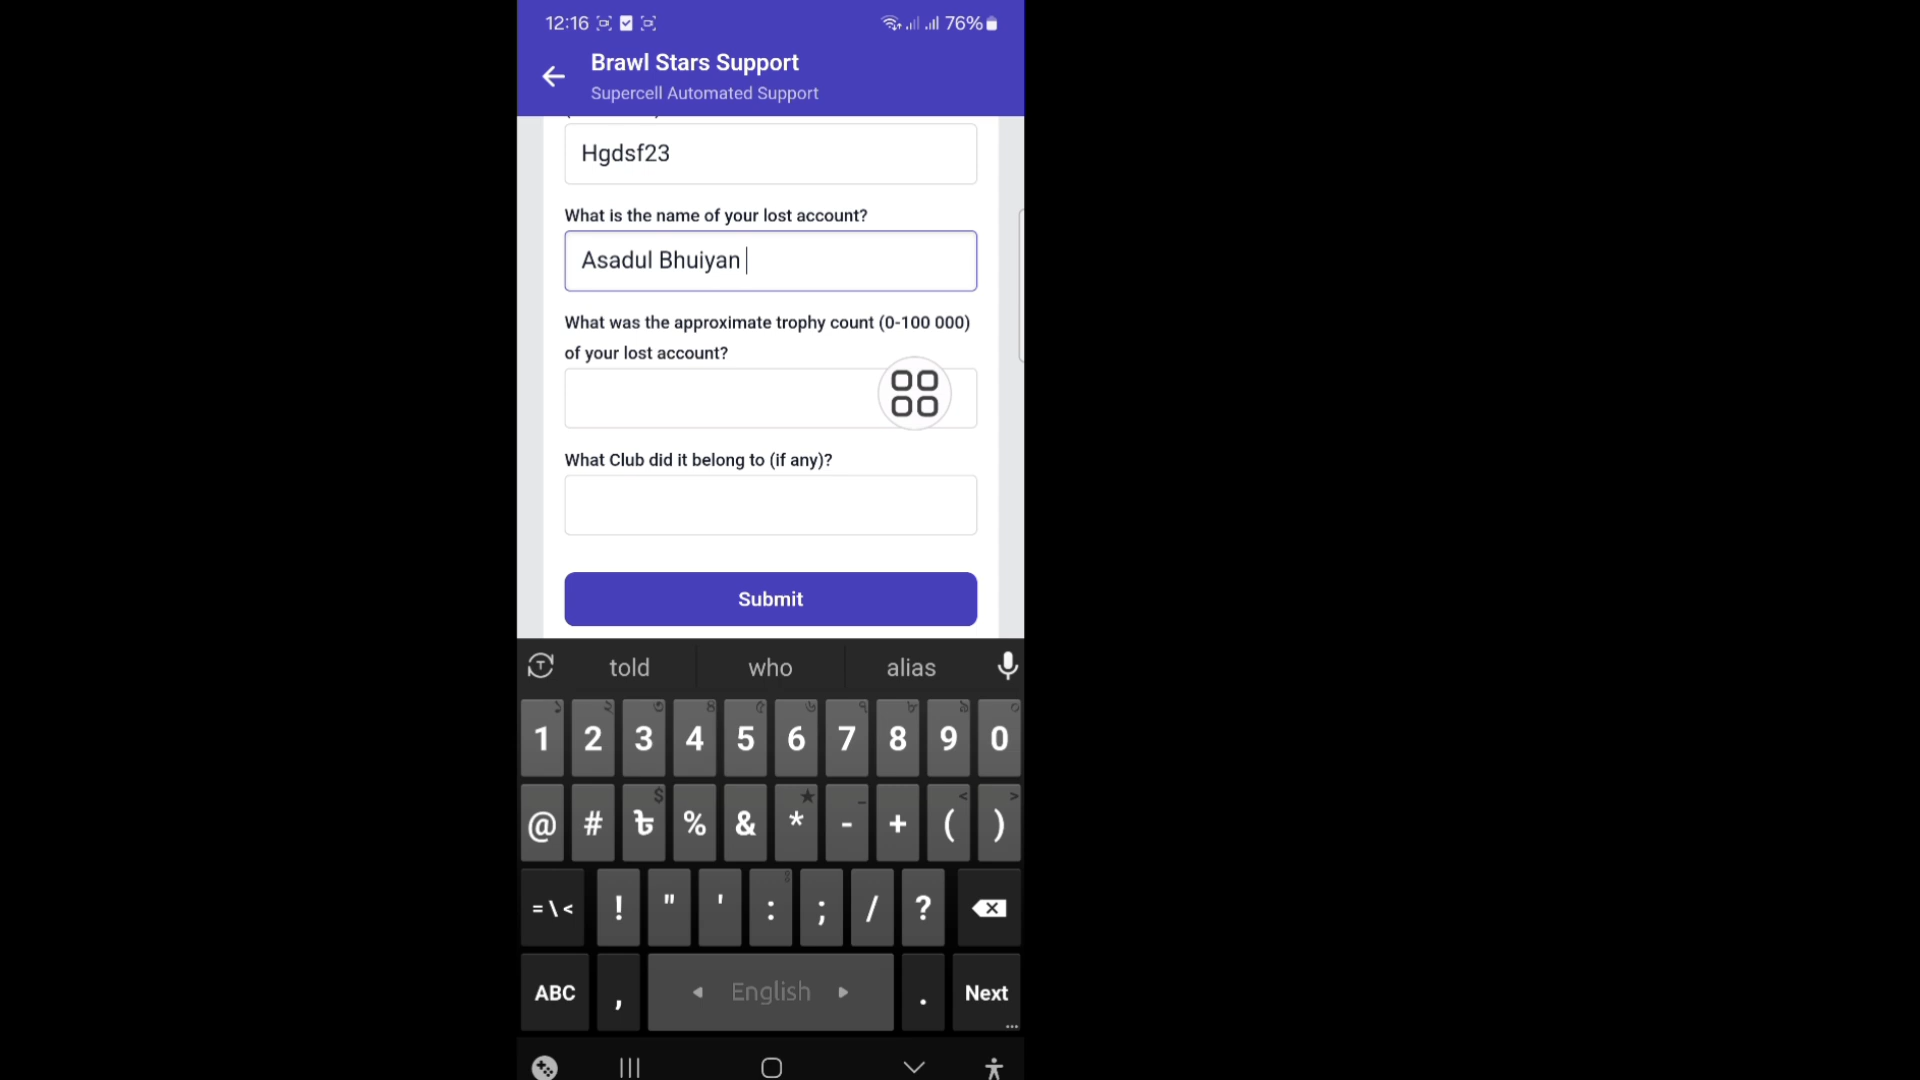 12:16 76%
Brawl Stars Support
Supercell Automated Support
Hgdsf23
What is the name of your lost account?
Asadul Bhuiyan
What was the approximate trophy count (0-100 000)
of your lost account?
What Club did it belong to (if any)?
Submit
told who alias
1 2 3 4 5 6 7 8 9 0
@ # ৳ % & * - + ( )
= \ < ! " ' : ; / ?
ABC , English . Next